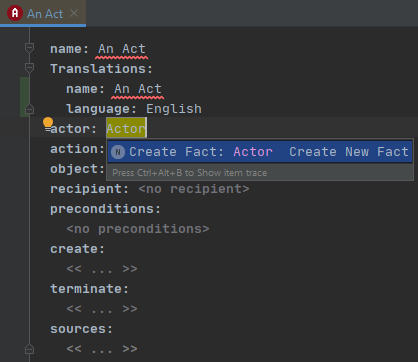 A An Act ×
name: An Act
Translations:
name: An Act
language: English
actor: Actor
action:
N Create Fact: Actor Create New Fact
object:
Press Ctrl+Alt+B to Show item trace
recipient: <no recipient>
preconditions:
<no preconditions>
create:
<< ... >>
terminate:
<< ... >>
sources:
<< ... >>